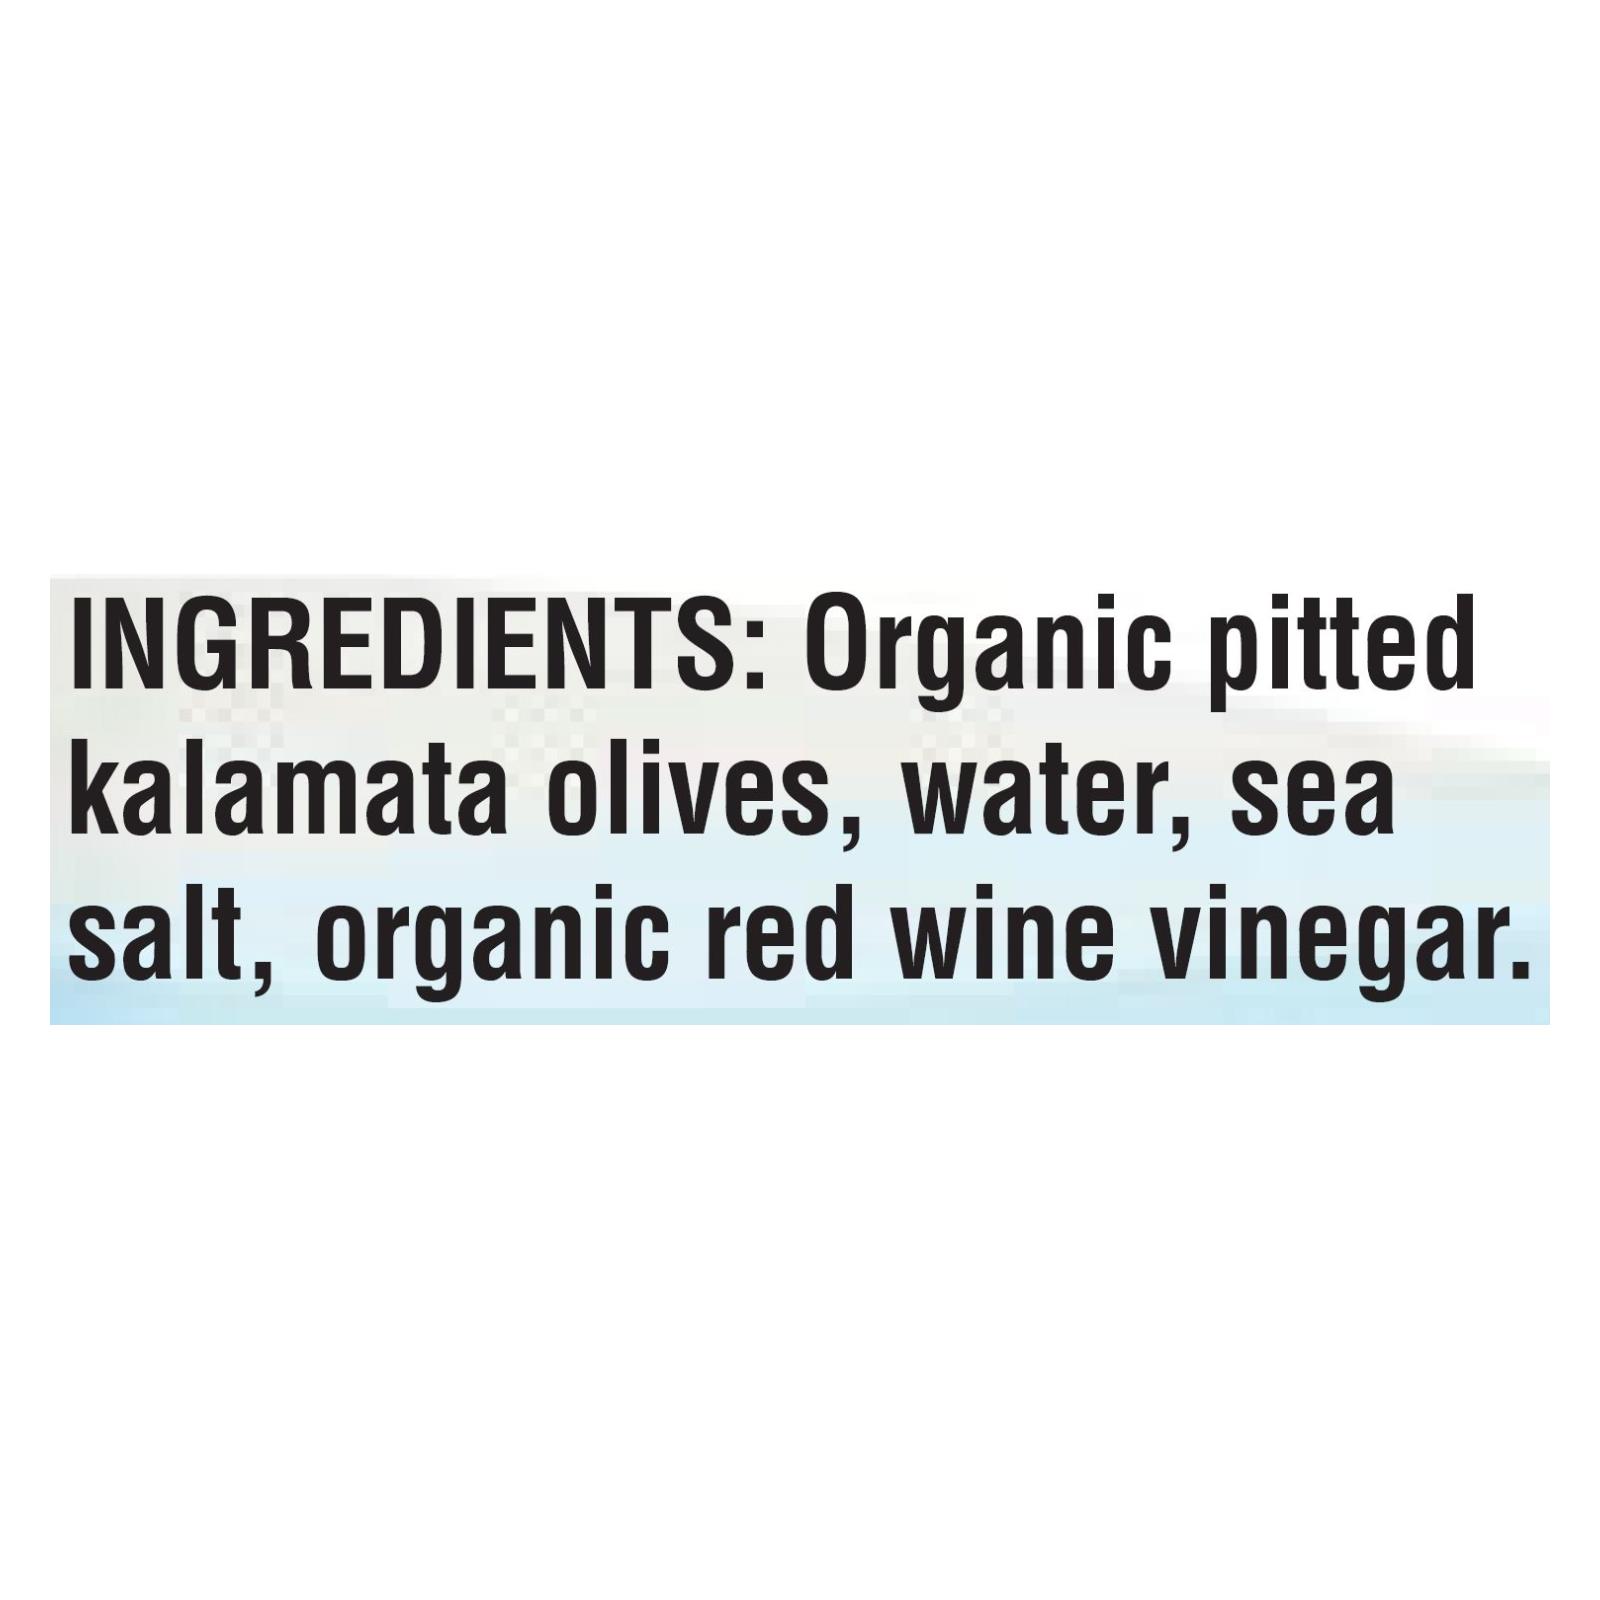 INGREDIENTS: Organic pitted
kalamata olives, water, sea
salt, organic red wine vinegar.